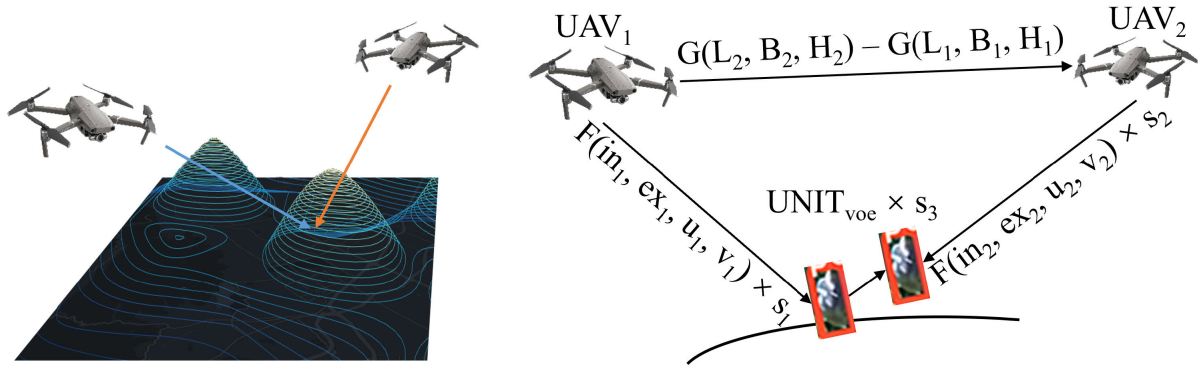 UAV₁
UAV₂
G(L₂, B₂, H₂) – G(L₁, B₁, H₁)
F(in₁, ex₁, u₁, v₁) × s₁
F(in₂, ex₂, u₂, v₂) × s₂
UNITᵥₒₑ × s₃